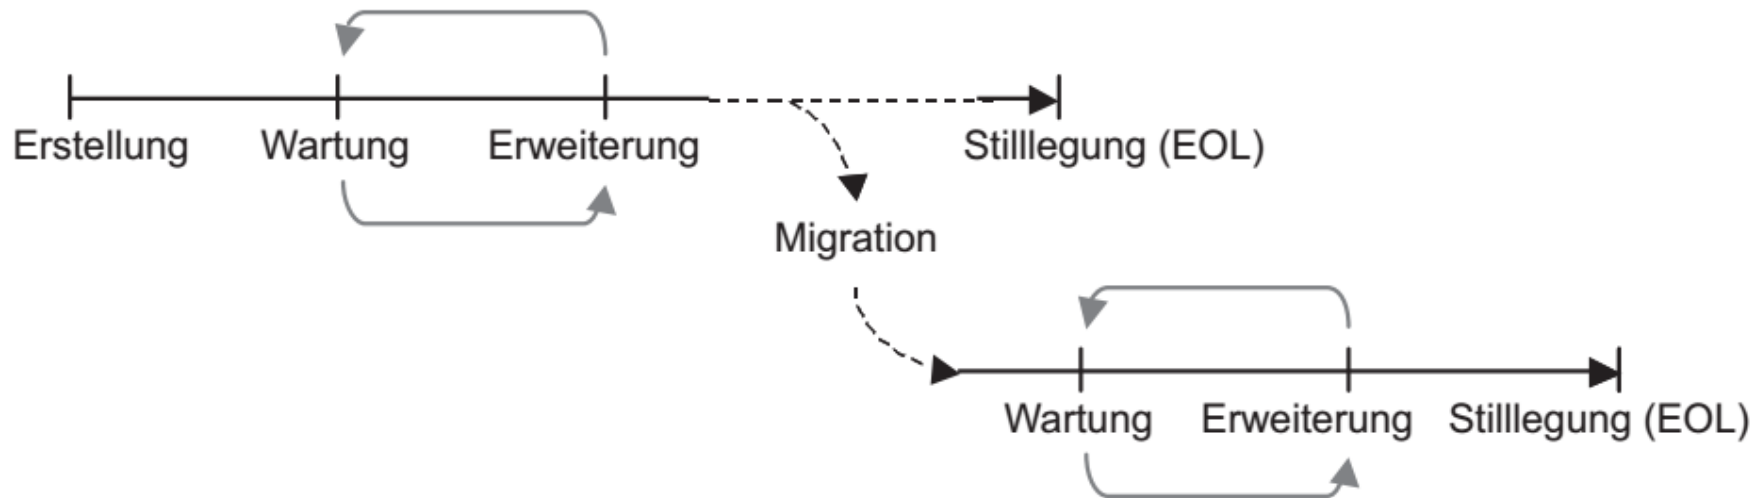 Erstellung Wartung Erweiterung Stilllegung (EOL)
Migration
Wartung Erweiterung Stilllegung (EOL)